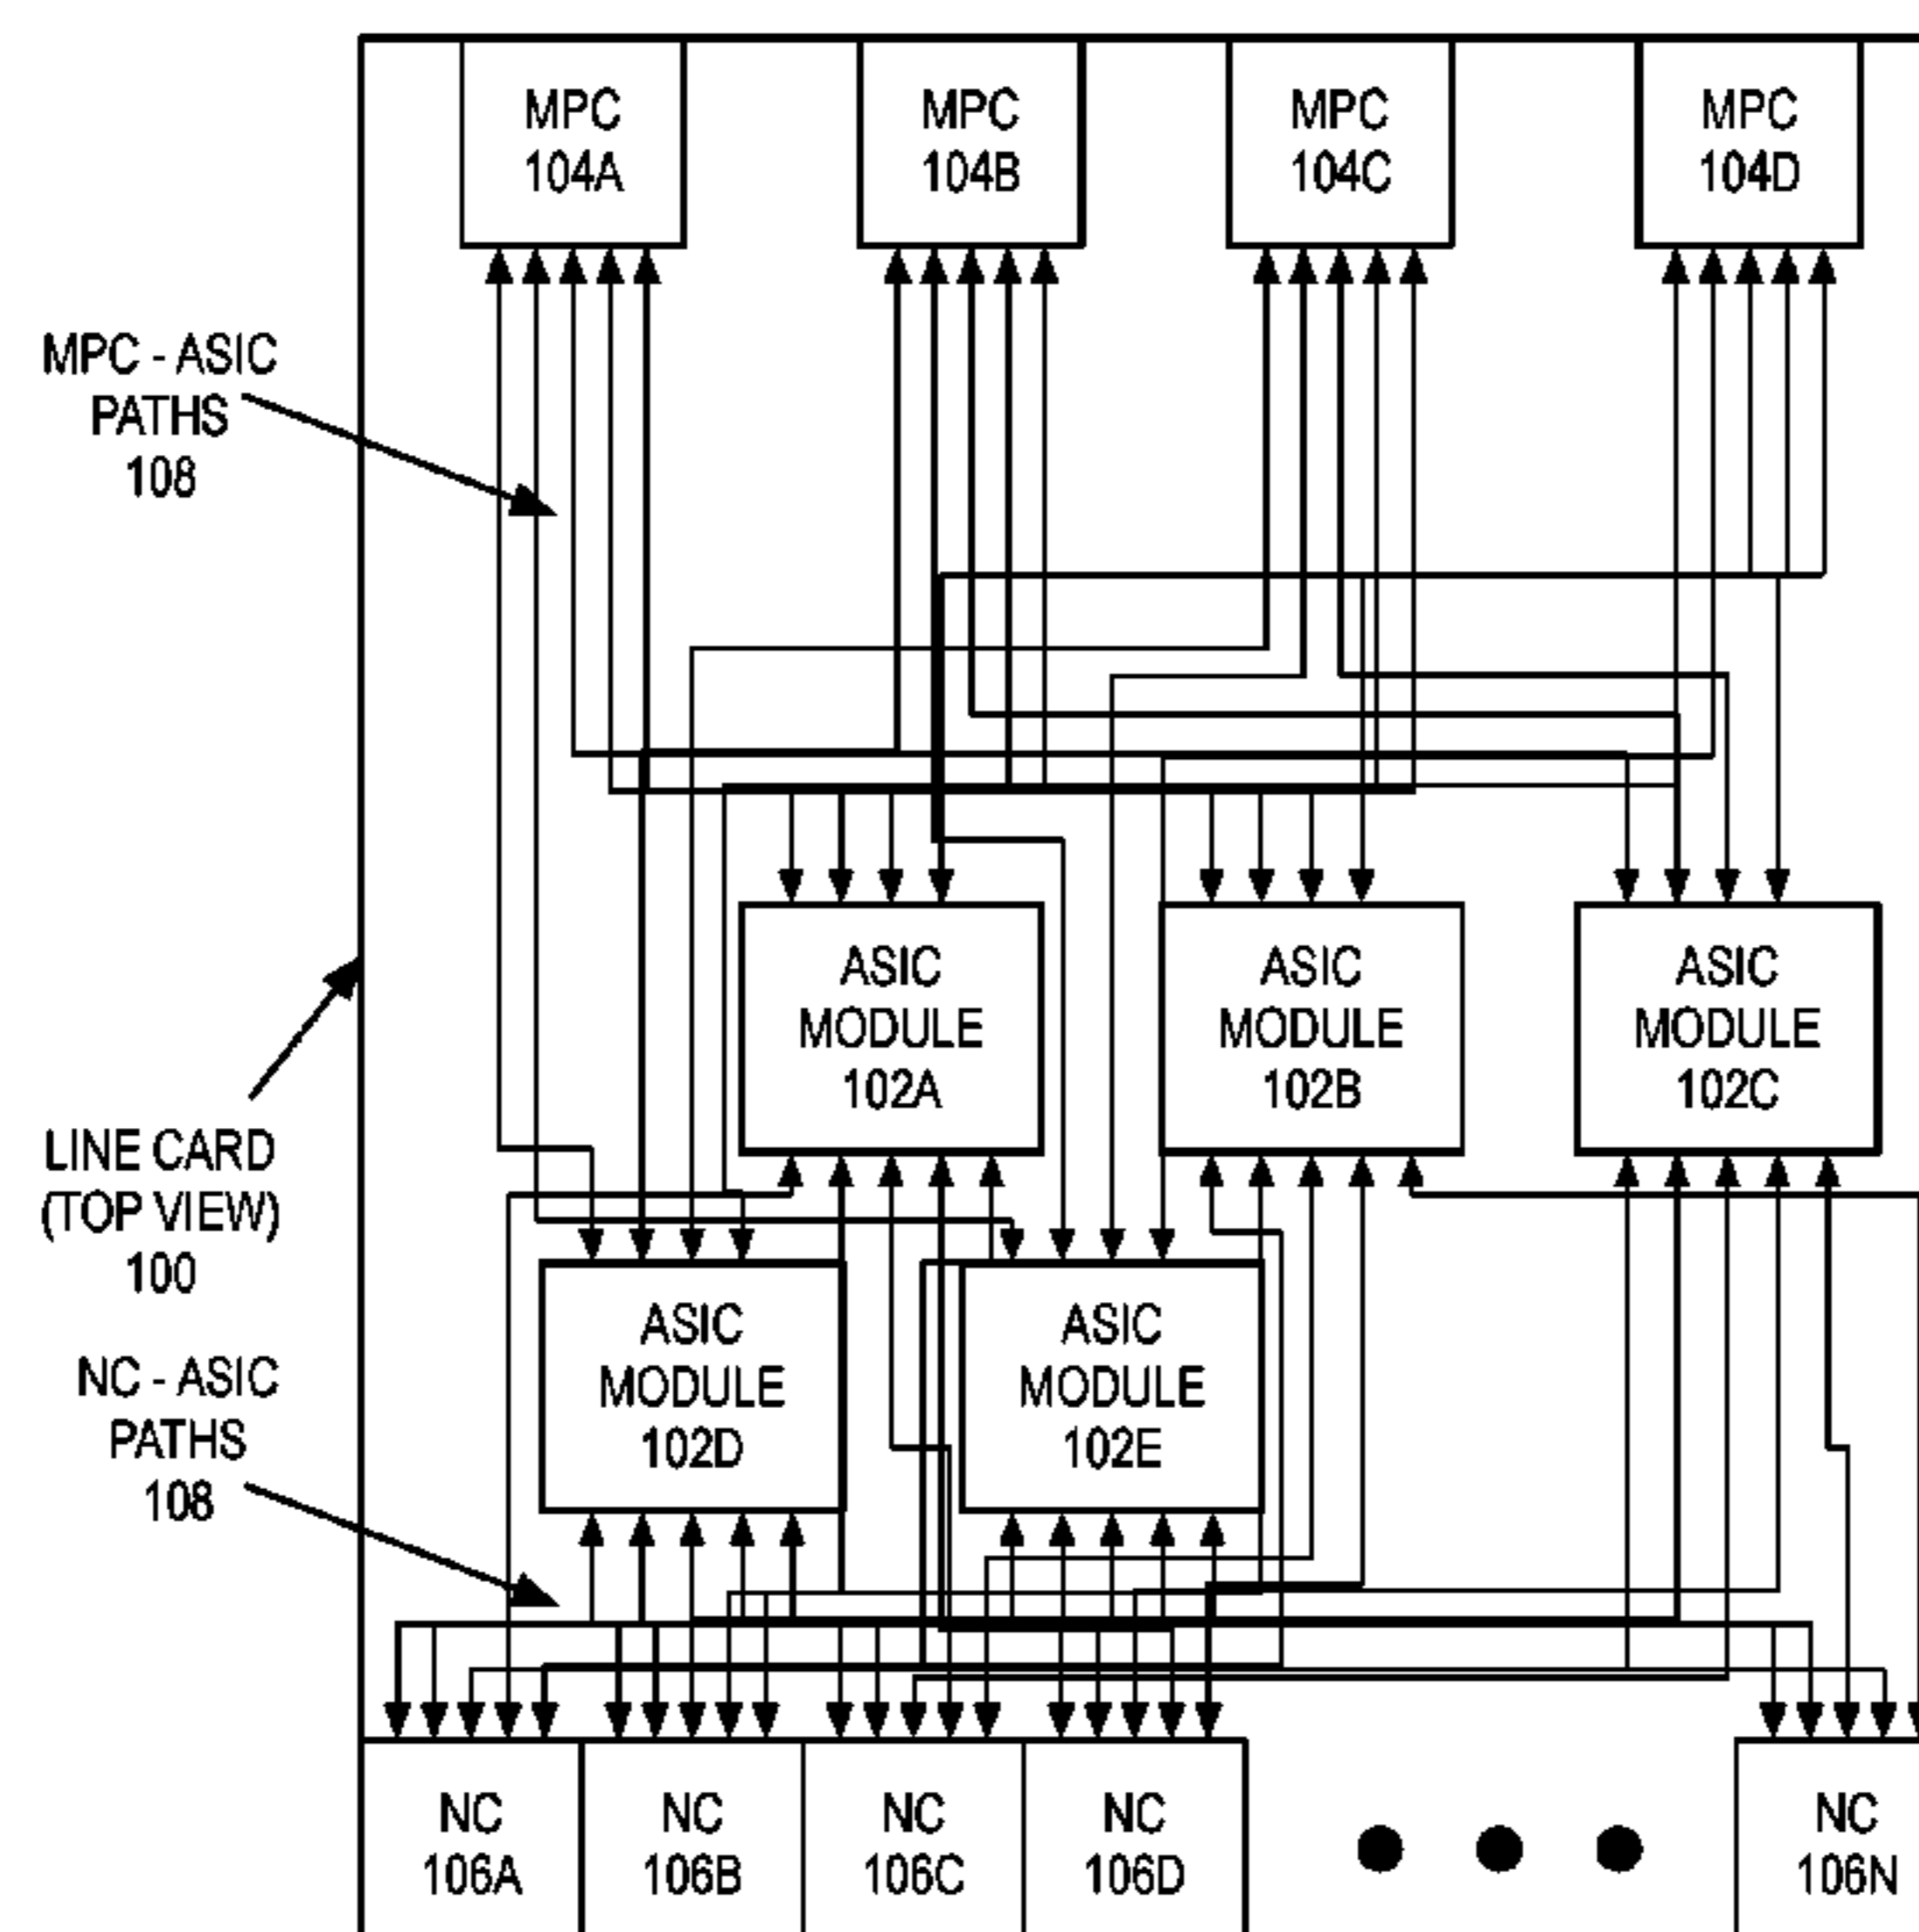 MPC
104A
MPC
104B
MPC
104C
MPC
104D
MPC - ASIC
PATHS
108
ASIC
MODULE
102A
ASIC
MODULE
102B
ASIC
MODULE
102C
LINE CARD
(TOP VIEW)
100
ASIC
MODULE
102D
ASIC
MODULE
102E
NC - ASIC
PATHS
108
NC
106A
NC
106B
NC
106C
NC
106D
NC
106N